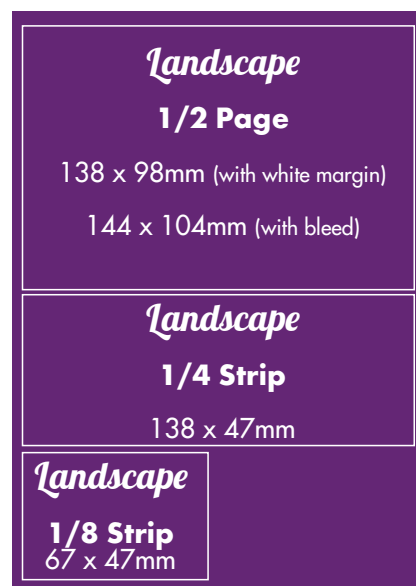 Landscape
1/2 Page
138 x 98mm (with white margin)
144 x 104mm (with bleed)
Landscape
1/4 Strip
138 x 47mm
Landscape
1/8 Strip
67 x 47mm